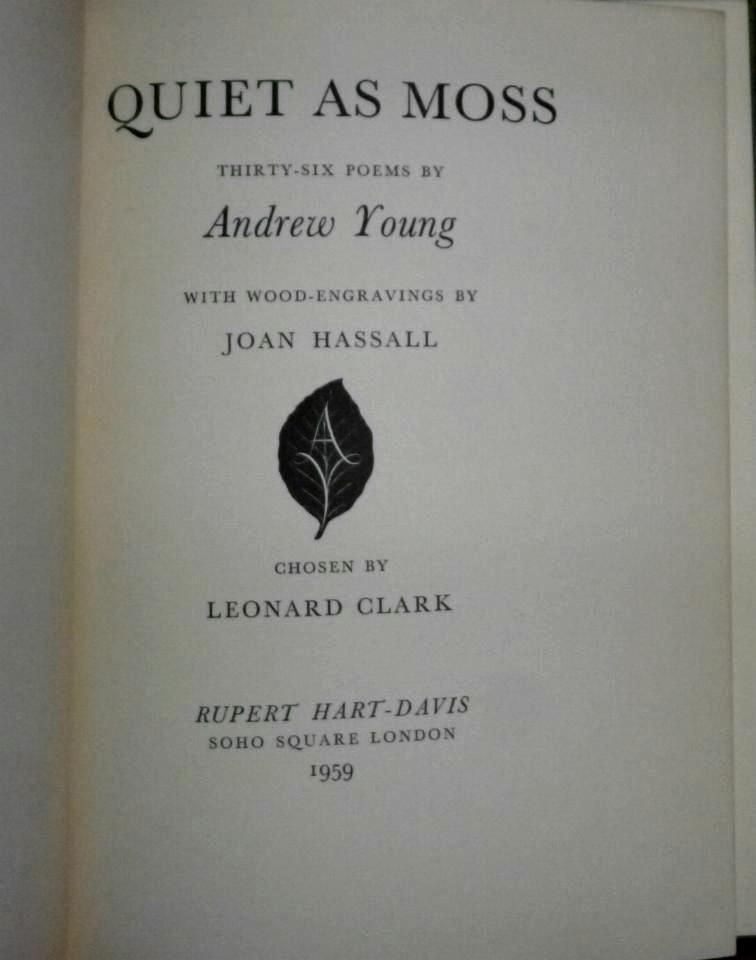 QUIET AS MOSS
THIRTY-SIX POEMS BY
Andrew Young
WITH WOOD-ENGRAVINGS BY
JOAN HASSALL
A
CHOSEN BY
LEONARD CLARK
RUPERT HART-DAVIS
SOHO SQUARE LONDON
1959